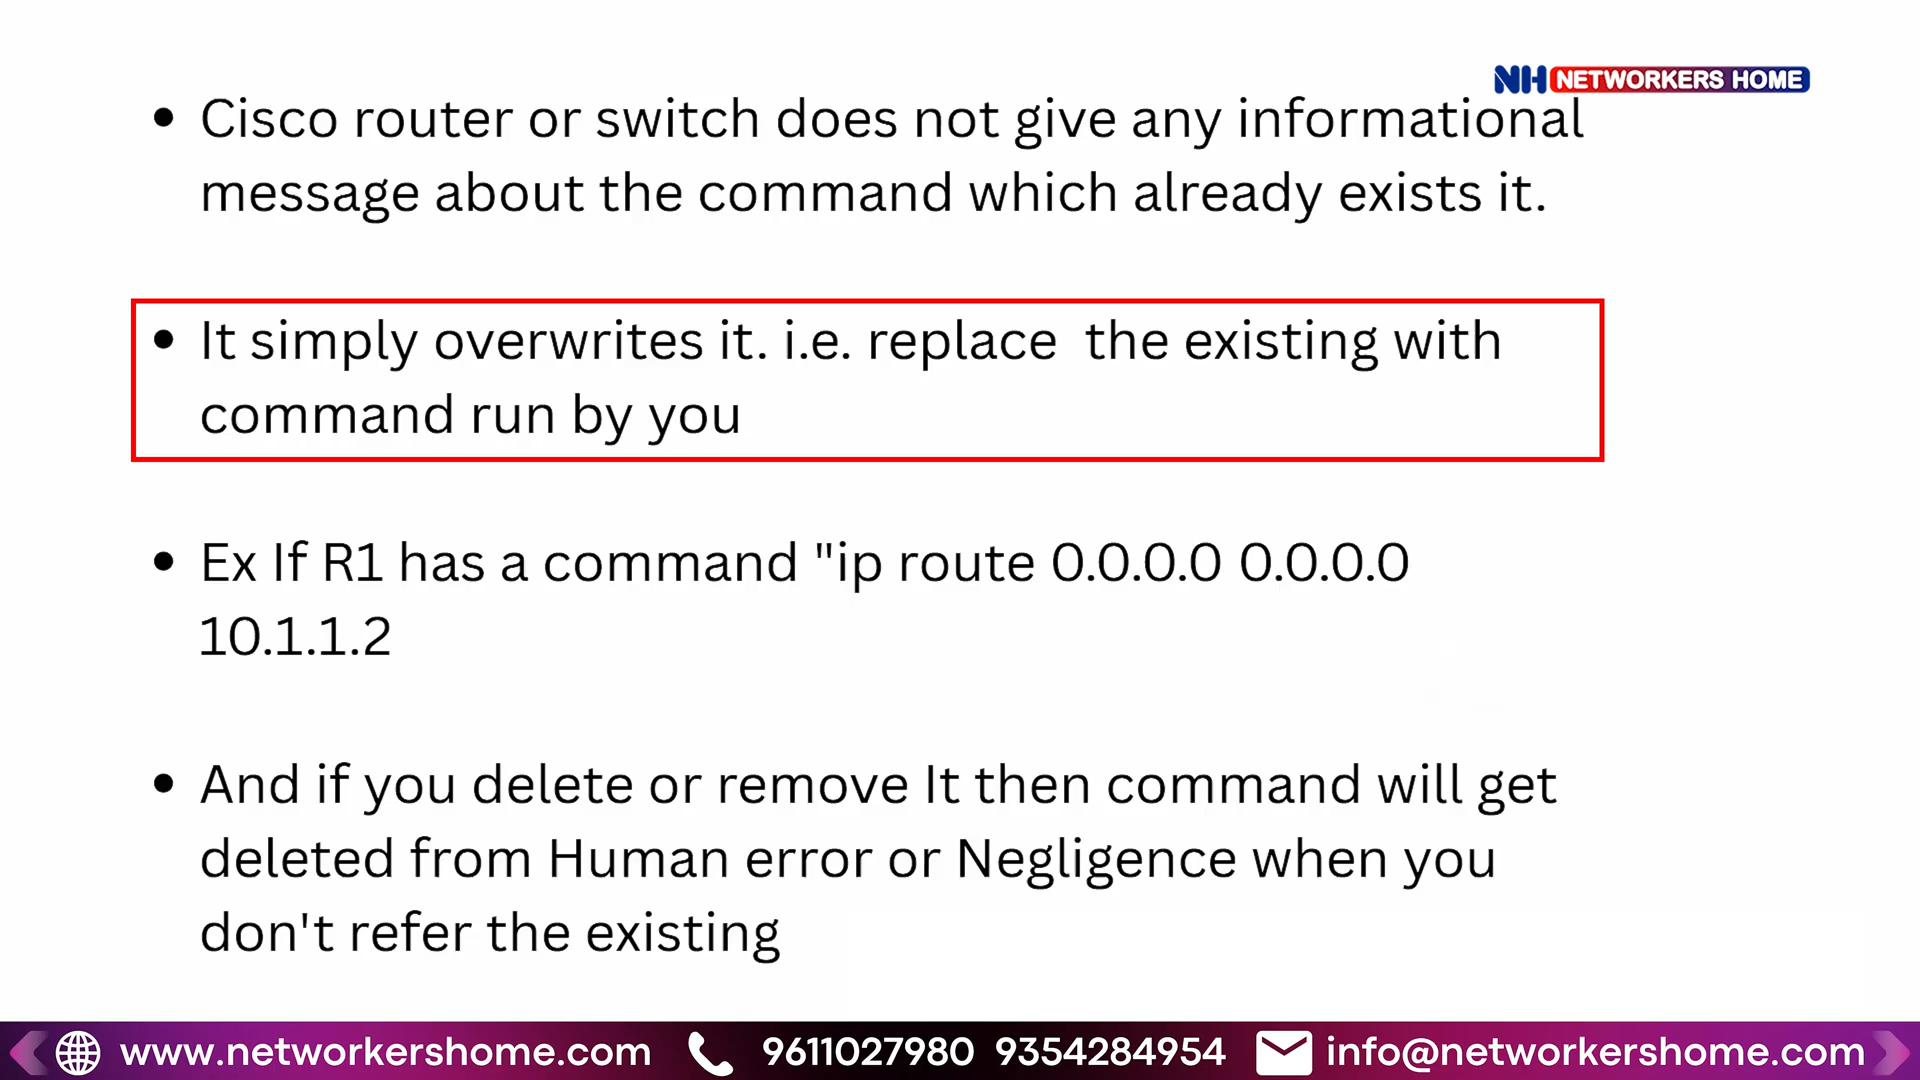 NH NETWORKERS HOME
• Cisco router or switch does not give any informational
message about the command which already exists it.
• It simply overwrites it. i.e. replace  the existing with
command run by you
• Ex If R1 has a command "ip route 0.0.0.0 0.0.0.0
10.1.1.2
• And if you delete or remove It then command will get
deleted from Human error or Negligence when you
don't refer the existing
www.networkershome.com 9611027980 9354284954 info@networkershome.com